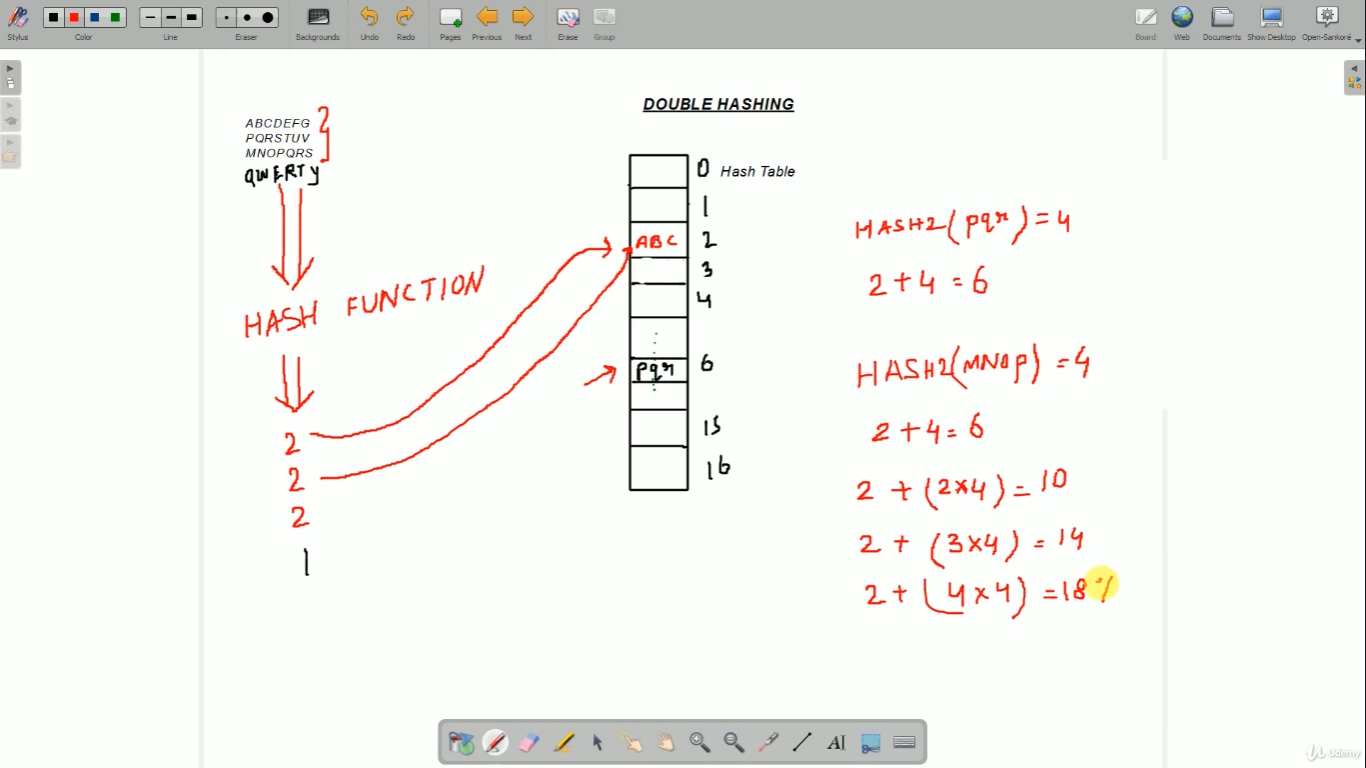 Stylus
Color
Line
Eraser
Backgrounds
Undo
Redo
Pages
Previous
Next
Erase
Group
Board
Web
Documents
Show Desktop
Open-Sankoré
DOUBLE HASHING
ABCDEFG
PQRSTUV
MNOPQRS
QWERTY
HASH FUNCTION
2
2
2
1
0 Hash Table
1
ABC 2
3
4
pqr 6
15
16
HASH2(pqr) = 4
2 + 4 = 6
HASH2(MNOP) = 4
2 + 4 = 6
2 + (2×4) = 10
2 + (3×4) = 14
2 + (4×4) = 18
AI
Udemy